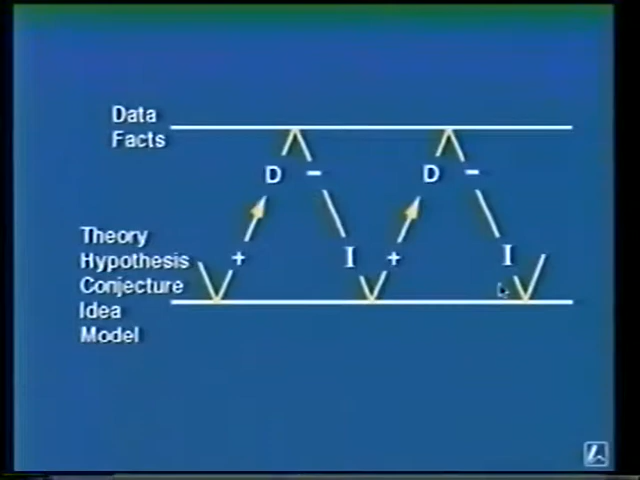 Data
Facts
D - D -
Theory
Hypothesis + I + I
Conjecture
Idea
Model